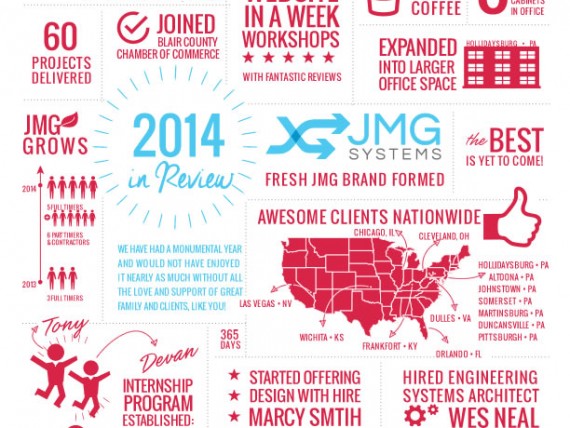 WEBSITE
IN A WEEK
WORKSHOPS
WITH FANTASTIC REVIEWS
60
PROJECTS
DELIVERED
JOINED
BLAIR COUNTY
CHAMBER OF COMMERCE
COFFEE
CABINETS
IN OFFICE
EXPANDED
INTO LARGER
OFFICE SPACE
HOLLIDAYSBURG • PA
JMG
GROWS
2014
5 FULL TIMERS
6 PART TIMERS
& CONTRACTORS
2013
3 FULL TIMERS
2014
in Review
WE HAVE HAD A MONUMENTAL YEAR
AND WOULD NOT HAVE ENJOYED
IT NEARLY AS MUCH WITHOUT ALL
THE LOVE AND SUPPORT OF GREAT
FAMILY AND CLIENTS, LIKE YOU!
JMG
SYSTEMS
FRESH JMG BRAND FORMED
the BEST
IS YET TO COME!
AWESOME CLIENTS NATIONWIDE
CHICAGO, IL
CLEVELAND, OH
HOLLIDAYSBURG • PA
ALTOONA • PA
JOHNSTOWN • PA
SOMERSET • PA
MARTINSBURG • PA
DUNCANSVILLE • PA
PITTSBURGH • PA
LAS VEGAS • NV
DULLES • VA
WICHITA • KS
FRANKFORT • KY
ORLANDO • FL
Tony
Devan
INTERNSHIP
PROGRAM
ESTABLISHED:
365
DAYS
STARTED OFFERING
DESIGN WITH HIRE
MARCY SMTIH
HIRED ENGINEERING
SYSTEMS ARCHITECT
WES NEAL